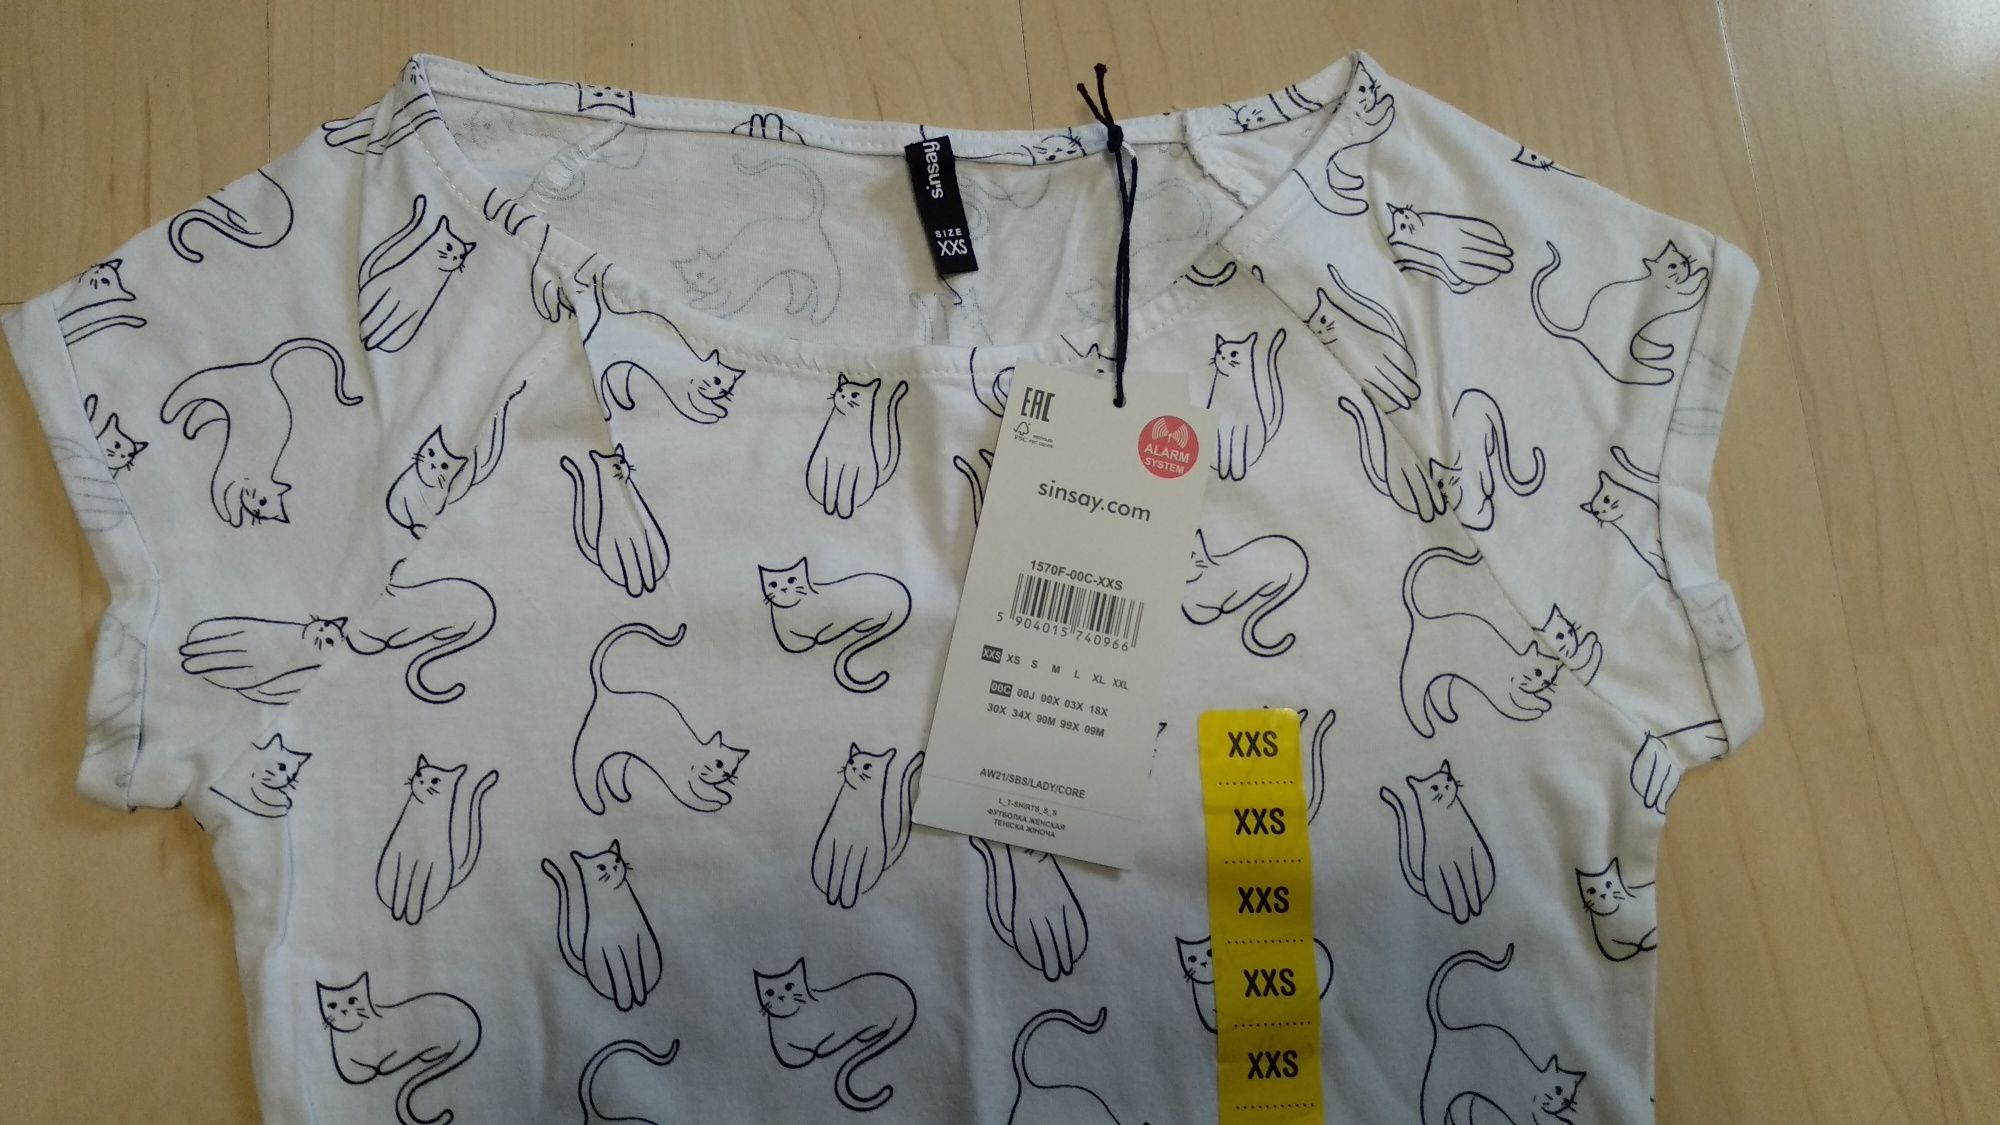 sinsay
SIZE
XXS
EAC
FSC
ALARM
SYSTEM
sinsay.com
1570F-00C-XXS
5 904015 740966
XXS XS S M L XL XXL
00C 00J 00X 03X 18X
30X 34X 90M 99X 09M
AW21/SBS/LADY/CORE
L_T-SHIRTS_S_S
ФУТБОЛКА ЖЕНСКАЯ
ТЕНІСКА ЖІНОЧА
XXS
XXS
XXS
XXS
XXS